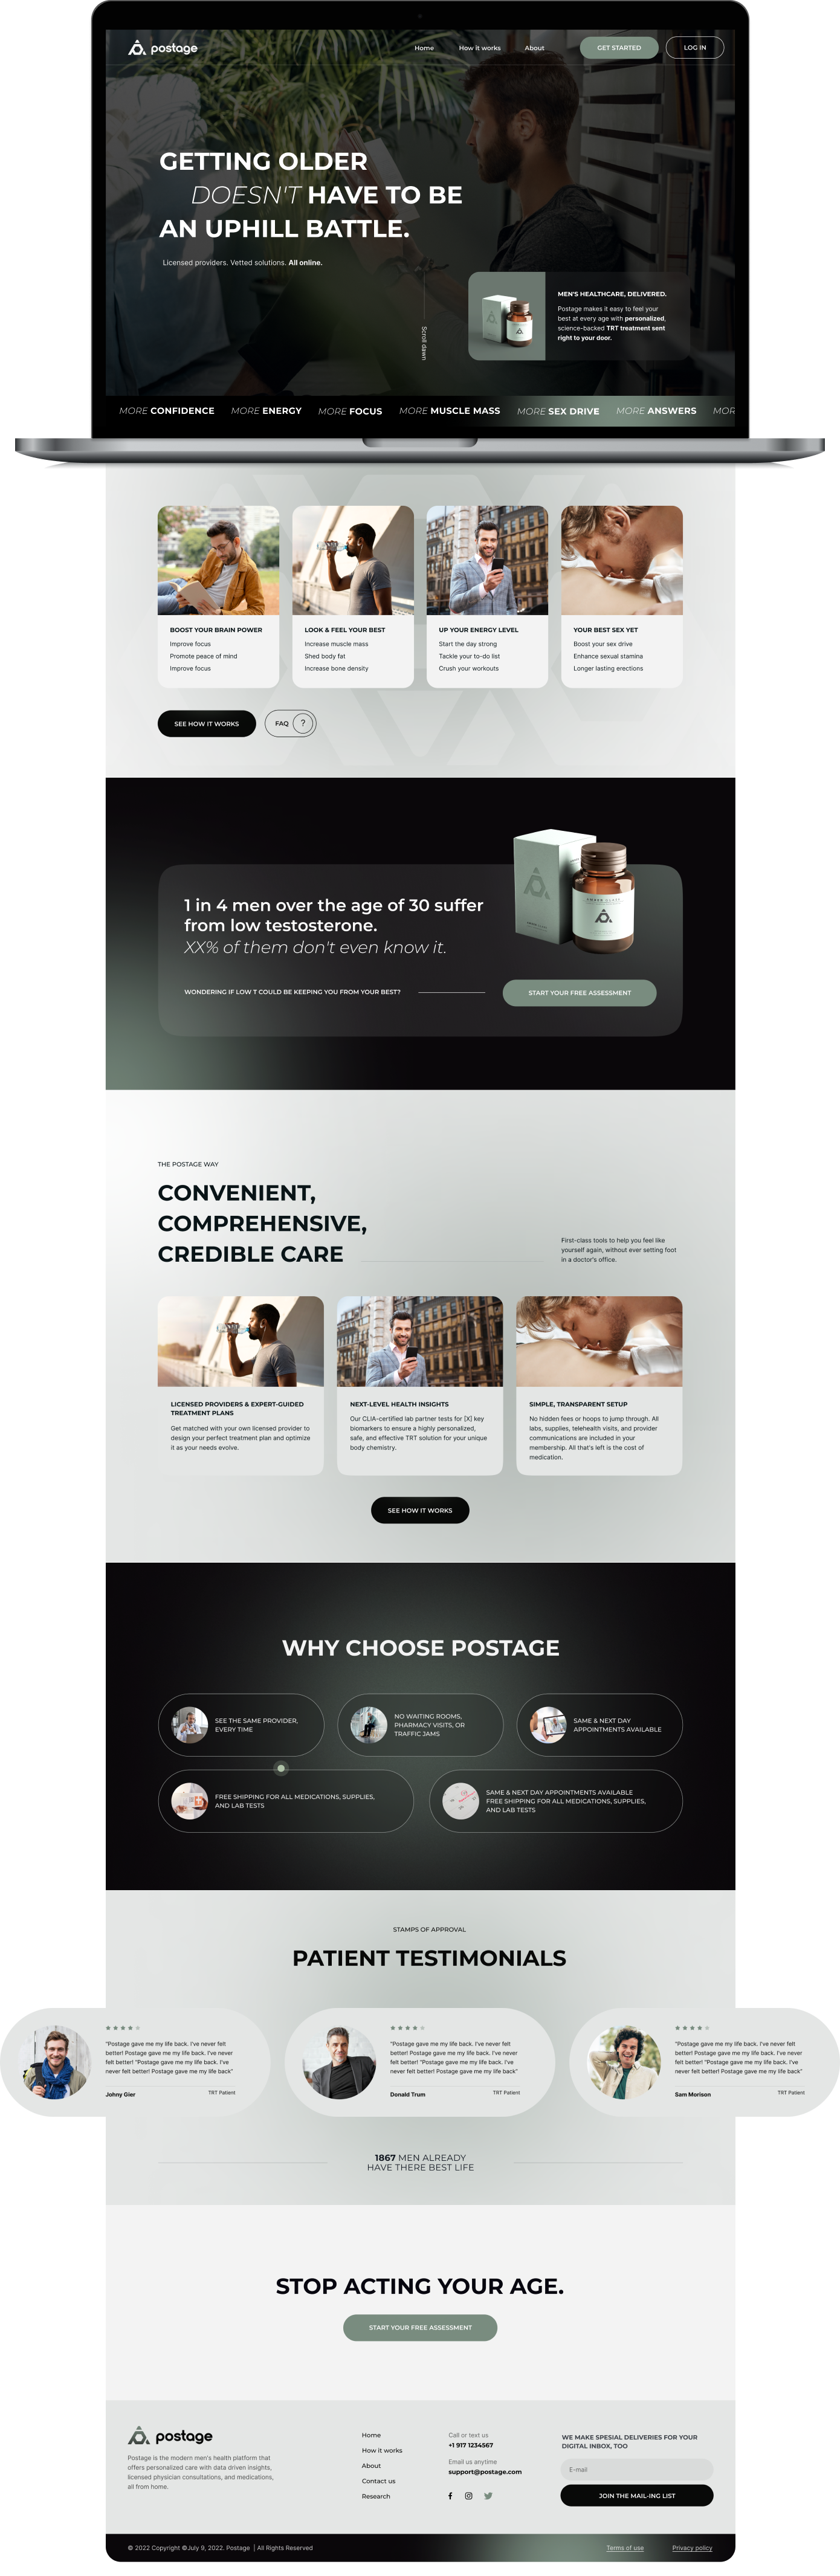 postage
Home
How it works
About
GET STARTED
LOG IN
GETTING OLDER
DOESN'T HAVE TO BE
AN UPHILL BATTLE.
Licensed providers. Vetted solutions. All online.
Scroll dawn
MEN'S HEALTHCARE, DELIVERED.
Postage makes it easy to feel your
best at every age with personalized,
science-backed TRT treatment sent
right to your door.
MORE CONFIDENCE
MORE ENERGY
MORE FOCUS
MORE MUSCLE MASS
MORE SEX DRIVE
MORE ANSWERS
MOR
BOOST YOUR BRAIN POWER
Improve focus
Promote peace of mind
Improve focus
LOOK & FEEL YOUR BEST
Increase muscle mass
Shed body fat
Increase bone density
UP YOUR ENERGY LEVEL
Start the day strong
Tackle your to-do list
Crush your workouts
YOUR BEST SEX YET
Boost your sex drive
Enhance sexual stamina
Longer lasting erections
SEE HOW IT WORKS
FAQ ?
1 in 4 men over the age of 30 suffer
from low testosterone.
XX% of them don't even know it.
WONDERING IF LOW T COULD BE KEEPING YOU FROM YOUR BEST?
START YOUR FREE ASSESSMENT
THE POSTAGE WAY
CONVENIENT,
COMPREHENSIVE,
CREDIBLE CARE
First-class tools to help you feel like
yourself again, without ever setting foot
in a doctor's office.
LICENSED PROVIDERS & EXPERT-GUIDED
TREATMENT PLANS
Get matched with your own licensed provider to
design your perfect treatment plan and optimize
it as your needs evolve.
NEXT-LEVEL HEALTH INSIGHTS
Our CLIA-certified lab partner tests for [X] key
biomarkers to ensure a highly personalized,
safe, and effective TRT solution for your unique
body chemistry.
SIMPLE, TRANSPARENT SETUP
No hidden fees or hoops to jump through. All
labs, supplies, telehealth visits, and provider
communications are included in your
membership. All that's left is the cost of
medication.
SEE HOW IT WORKS
WHY CHOOSE POSTAGE
SEE THE SAME PROVIDER,
EVERY TIME
NO WAITING ROOMS,
PHARMACY VISITS, OR
TRAFFIC JAMS
SAME & NEXT DAY
APPOINTMENTS AVAILABLE
FREE SHIPPING FOR ALL MEDICATIONS, SUPPLIES,
AND LAB TESTS
SAME & NEXT DAY APPOINTMENTS AVAILABLE
FREE SHIPPING FOR ALL MEDICATIONS, SUPPLIES,
AND LAB TESTS
STAMPS OF APPROVAL
PATIENT TESTIMONIALS
"Postage gave me my life back. I've never felt
better! Postage gave me my life back. I've never
felt better! "Postage gave me my life back. I've
never felt better! Postage gave me my life back"
Johny Gier
TRT Patient
"Postage gave me my life back. I've never felt
better! Postage gave me my life back. I've never
felt better! "Postage gave me my life back. I've
never felt better! Postage gave me my life back"
Donald Trum
TRT Patient
"Postage gave me my life back. I've never felt
better! Postage gave me my life back. I've never
felt better! "Postage gave me my life back. I've
never felt better! Postage gave me my life back"
Sam Morison
TRT Patient
1867 MEN ALREADY
HAVE THERE BEST LIFE
STOP ACTING YOUR AGE.
START YOUR FREE ASSESSMENT
postage
Postage is the modern men's health platform that
offers personalized care with data driven insights,
licensed physician consultations, and medications,
all from home.
Home
How it works
About
Contact us
Research
Call or text us
+1 917 1234567
Email us anytime
support@postage.com
WE MAKE SPESIAL DELIVERIES FOR YOUR
DIGITAL INBOX, TOO
E-mail
JOIN THE MAIL-ING LIST
© 2022 Copyright ©July 9, 2022. Postage | All Rights Reserved
Terms of use
Privacy policy